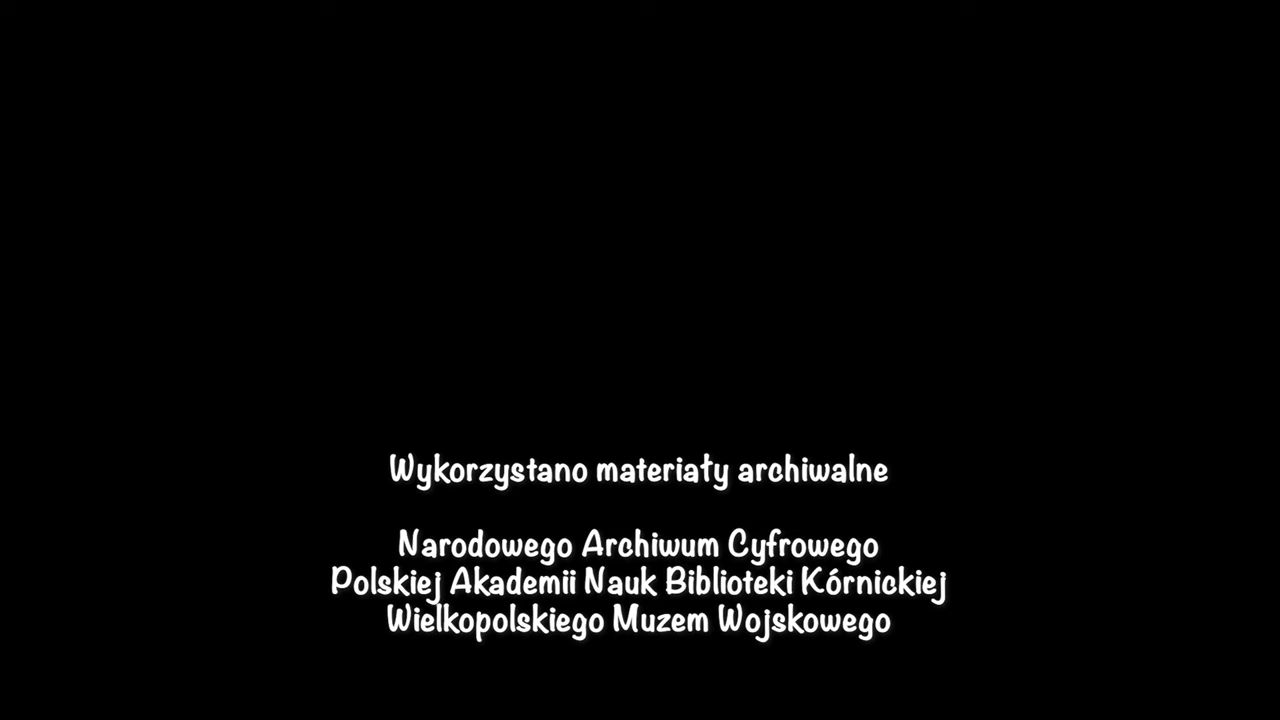 Wykorzystano materiały archiwalne
Narodowego Archiwum Cyfrowego
Polskiej Akademii Nauk Biblioteki Kórnickiej
Wielkopolskiego Muzem Wojskowego